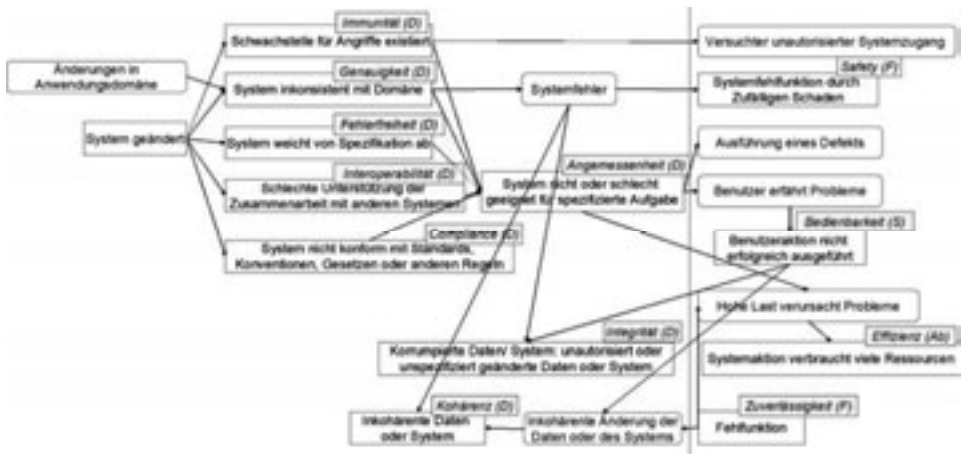 Immunität (D)
Schwachstelle für Angriffe existiert
Versuchter unautorisierter Systemzugang
Änderungen in
Anwendungsdomäne
Genauigkeit (D)
System inkonsistent mit Domäne
Systemfehler
Safety (F)
Systemfehlfunktion durch
Zufälligen Schaden
System geändert
Fehlerfreiheit (D)
System weicht von Spezifikation ab
Ausführung eines Defekts
Interoperabilität (D)
Schlechte Unterstützung der
Zusammenarbeit mit anderen Systemen
Angemessenheit (D)
System nicht oder schlecht
geeignet für spezifizierte Aufgabe
Benutzer erfährt Probleme
Compliance (D)
System nicht konform mit Standards,
Konventionen, Gesetzen oder anderen Regeln
Bedienbarkeit (S)
Benutzeraktion nicht
erfolgreich ausgeführt
Hohe Last verursacht Probleme
Integrität (D)
Korrumpierte Daten/ System: unautorisiert oder
unspezifiziert geänderte Daten oder System
Effizienz (Ab)
Systemaktion verbraucht viele Ressourcen
Kohärenz (D)
Inkohärente Daten
oder System
Inkohärente Änderung der
Daten oder des Systems
Zuverlässigkeit (F)
Fehlfunktion